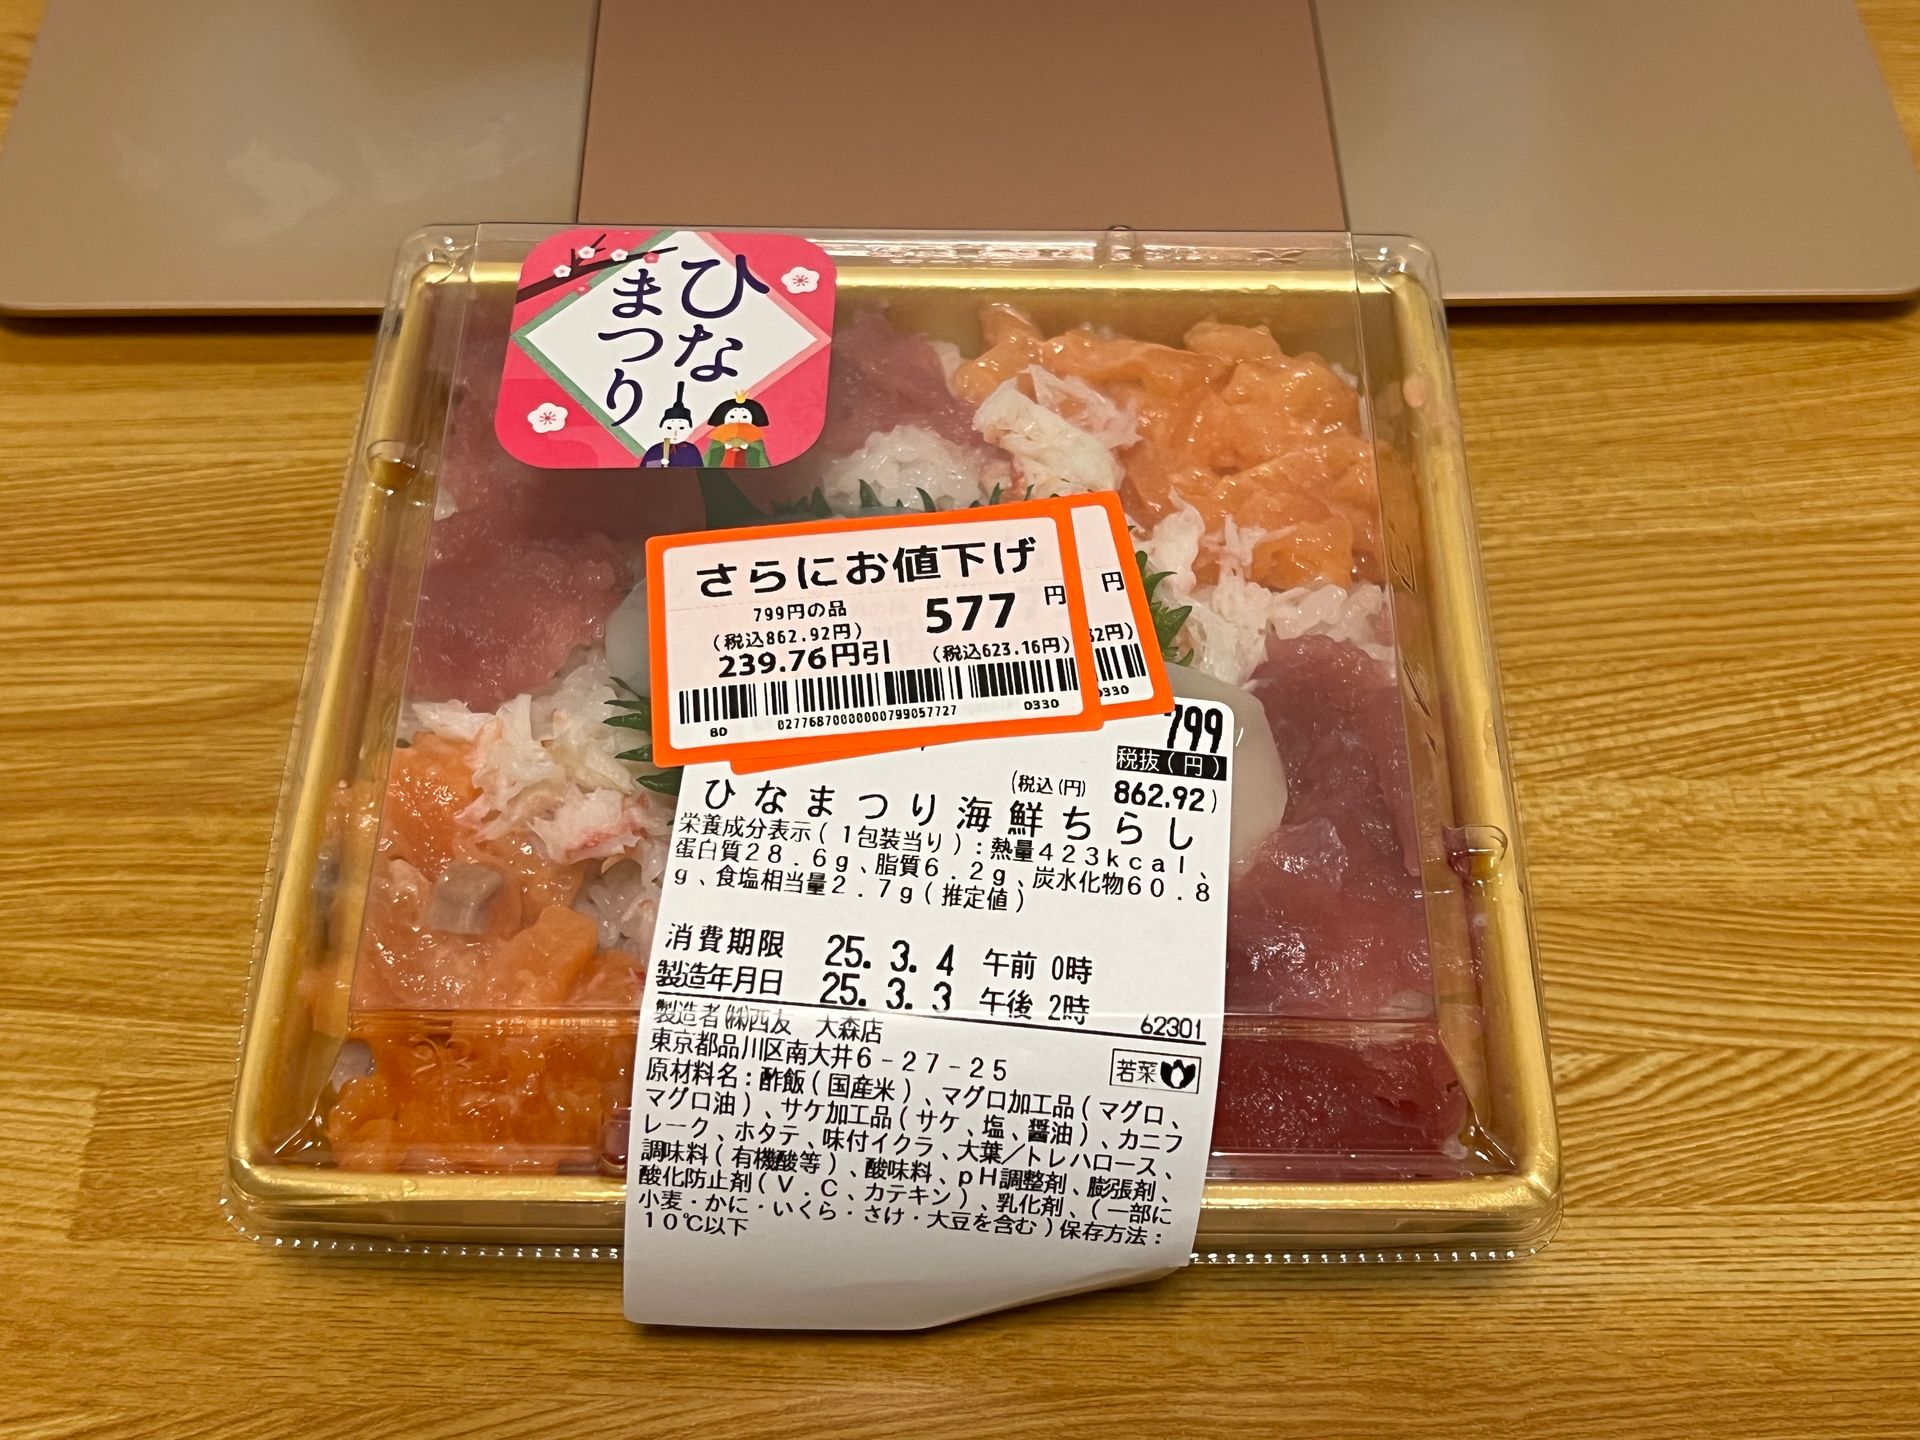 ひな
まつり
さらにお値下げ
799円の品
(税込862.92円)
577円
239.76円引
(税込623.16円)
0277687000000799057727
BD
D33D
円
32円)
D33D
799
税抜(円)
(税込(円) 862.92)
ひなまつり海鮮ちらし
栄養成分表示(1包装当り):熱量423kcal、
蛋白質28.6g、脂質6.2g、炭水化物60.8
g、食塩相当量2.7g(推定値)
消費期限 25.3.4 午前0時
製造年月日 25.3.3 午後2時
製造者㈱西友 大森店 62301
東京都品川区南大井6-27-25
若菜
原材料名:酢飯(国産米)、マグロ加工品(マグロ、
マグロ油)、サケ加工品(サケ、塩、醤油)、カニフ
レーク、ホタテ、味付イクラ、大葉/トレハロース、
調味料(有機酸等)、酸味料、pH調整剤、膨張剤、
酸化防止剤(V.C、カテキン)、乳化剤、(一部に
小麦・かに・いくら・さけ・大豆を含む)保存方法:
10℃以下